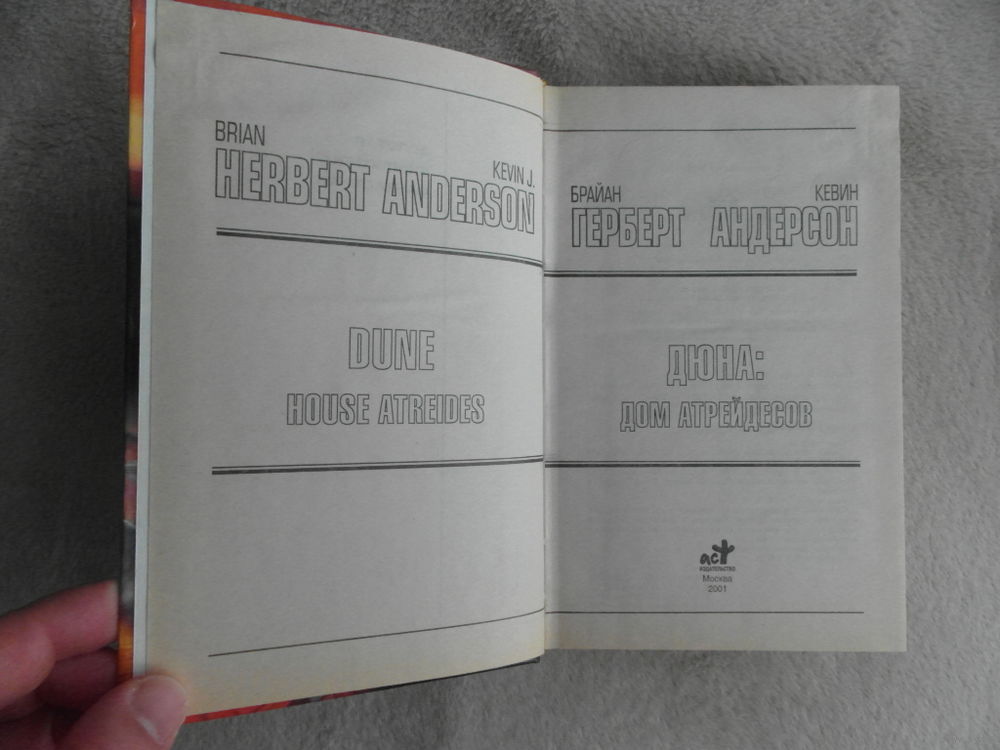 BRIAN
KEVIN J.
HERBERT ANDERSON
DUNE
HOUSE ATREIDES
БРАЙАН КЕВИН
ГЕРБЕРТ АНДЕРСОН
ДЮНА:
ДОМ АТРЕЙДЕСОВ
аст
ИЗДАТЕЛЬСТВО
Москва
2001